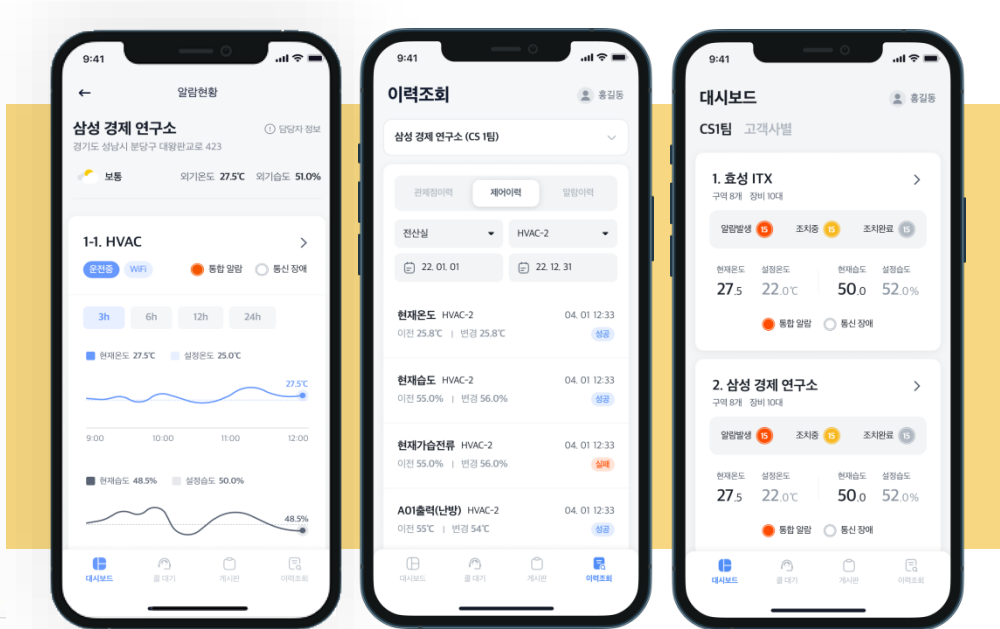 9:41
알람현황
삼성 경제 연구소
담당자 정보
경기도 성남시 분당구 대왕판교로 423
보통 외기온도 27.5℃ 외기습도 51.0%
1-1. HVAC
운전중 WiFi 통합 알람 통신 장애
3h 6h 12h 24h
현재온도 27.5℃ 설정온도 25.0℃
27.5℃
9:00 10:00 11:00 12:00
현재습도 48.5% 설정습도 50.0%
48.5%
대시보드 콜 대기 게시판 이력조회
9:41
이력조회 홍길동
삼성 경제 연구소 (CS 1팀)
관제점이력 제어이력 알람이력
전산실 HVAC-2
22. 01. 01 22. 12. 31
현재온도 HVAC-2 04. 01 12:33
이전 25.8℃ | 변경 25.8℃ 성공
현재습도 HVAC-2 04. 01 12:33
이전 55.0% | 변경 56.0% 성공
현재가습전류 HVAC-2 04. 01 12:33
이전 55.0% | 변경 56.0% 실패
A01출력(난방) HVAC-2 04. 01 12:33
이전 55℃ | 변경 54℃ 성공
대시보드 콜 대기 게시판 이력조회
9:41
대시보드 홍길동
CS1팀 고객사별
1. 효성 ITX
구역 8개 장비 10대
알람발생 15 조치중 15 조치완료 15
현재온도 설정온도 현재습도 설정습도
27.5 22.0℃ 50.0 52.0%
통합 알람 통신 장애
2. 삼성 경제 연구소
구역 8개 장비 10대
알람발생 15 조치중 15 조치완료 15
현재온도 설정온도 현재습도 설정습도
27.5 22.0℃ 50.0 52.0%
통합 알람 통신 장애
대시보드 콜 대기 게시판 이력조회